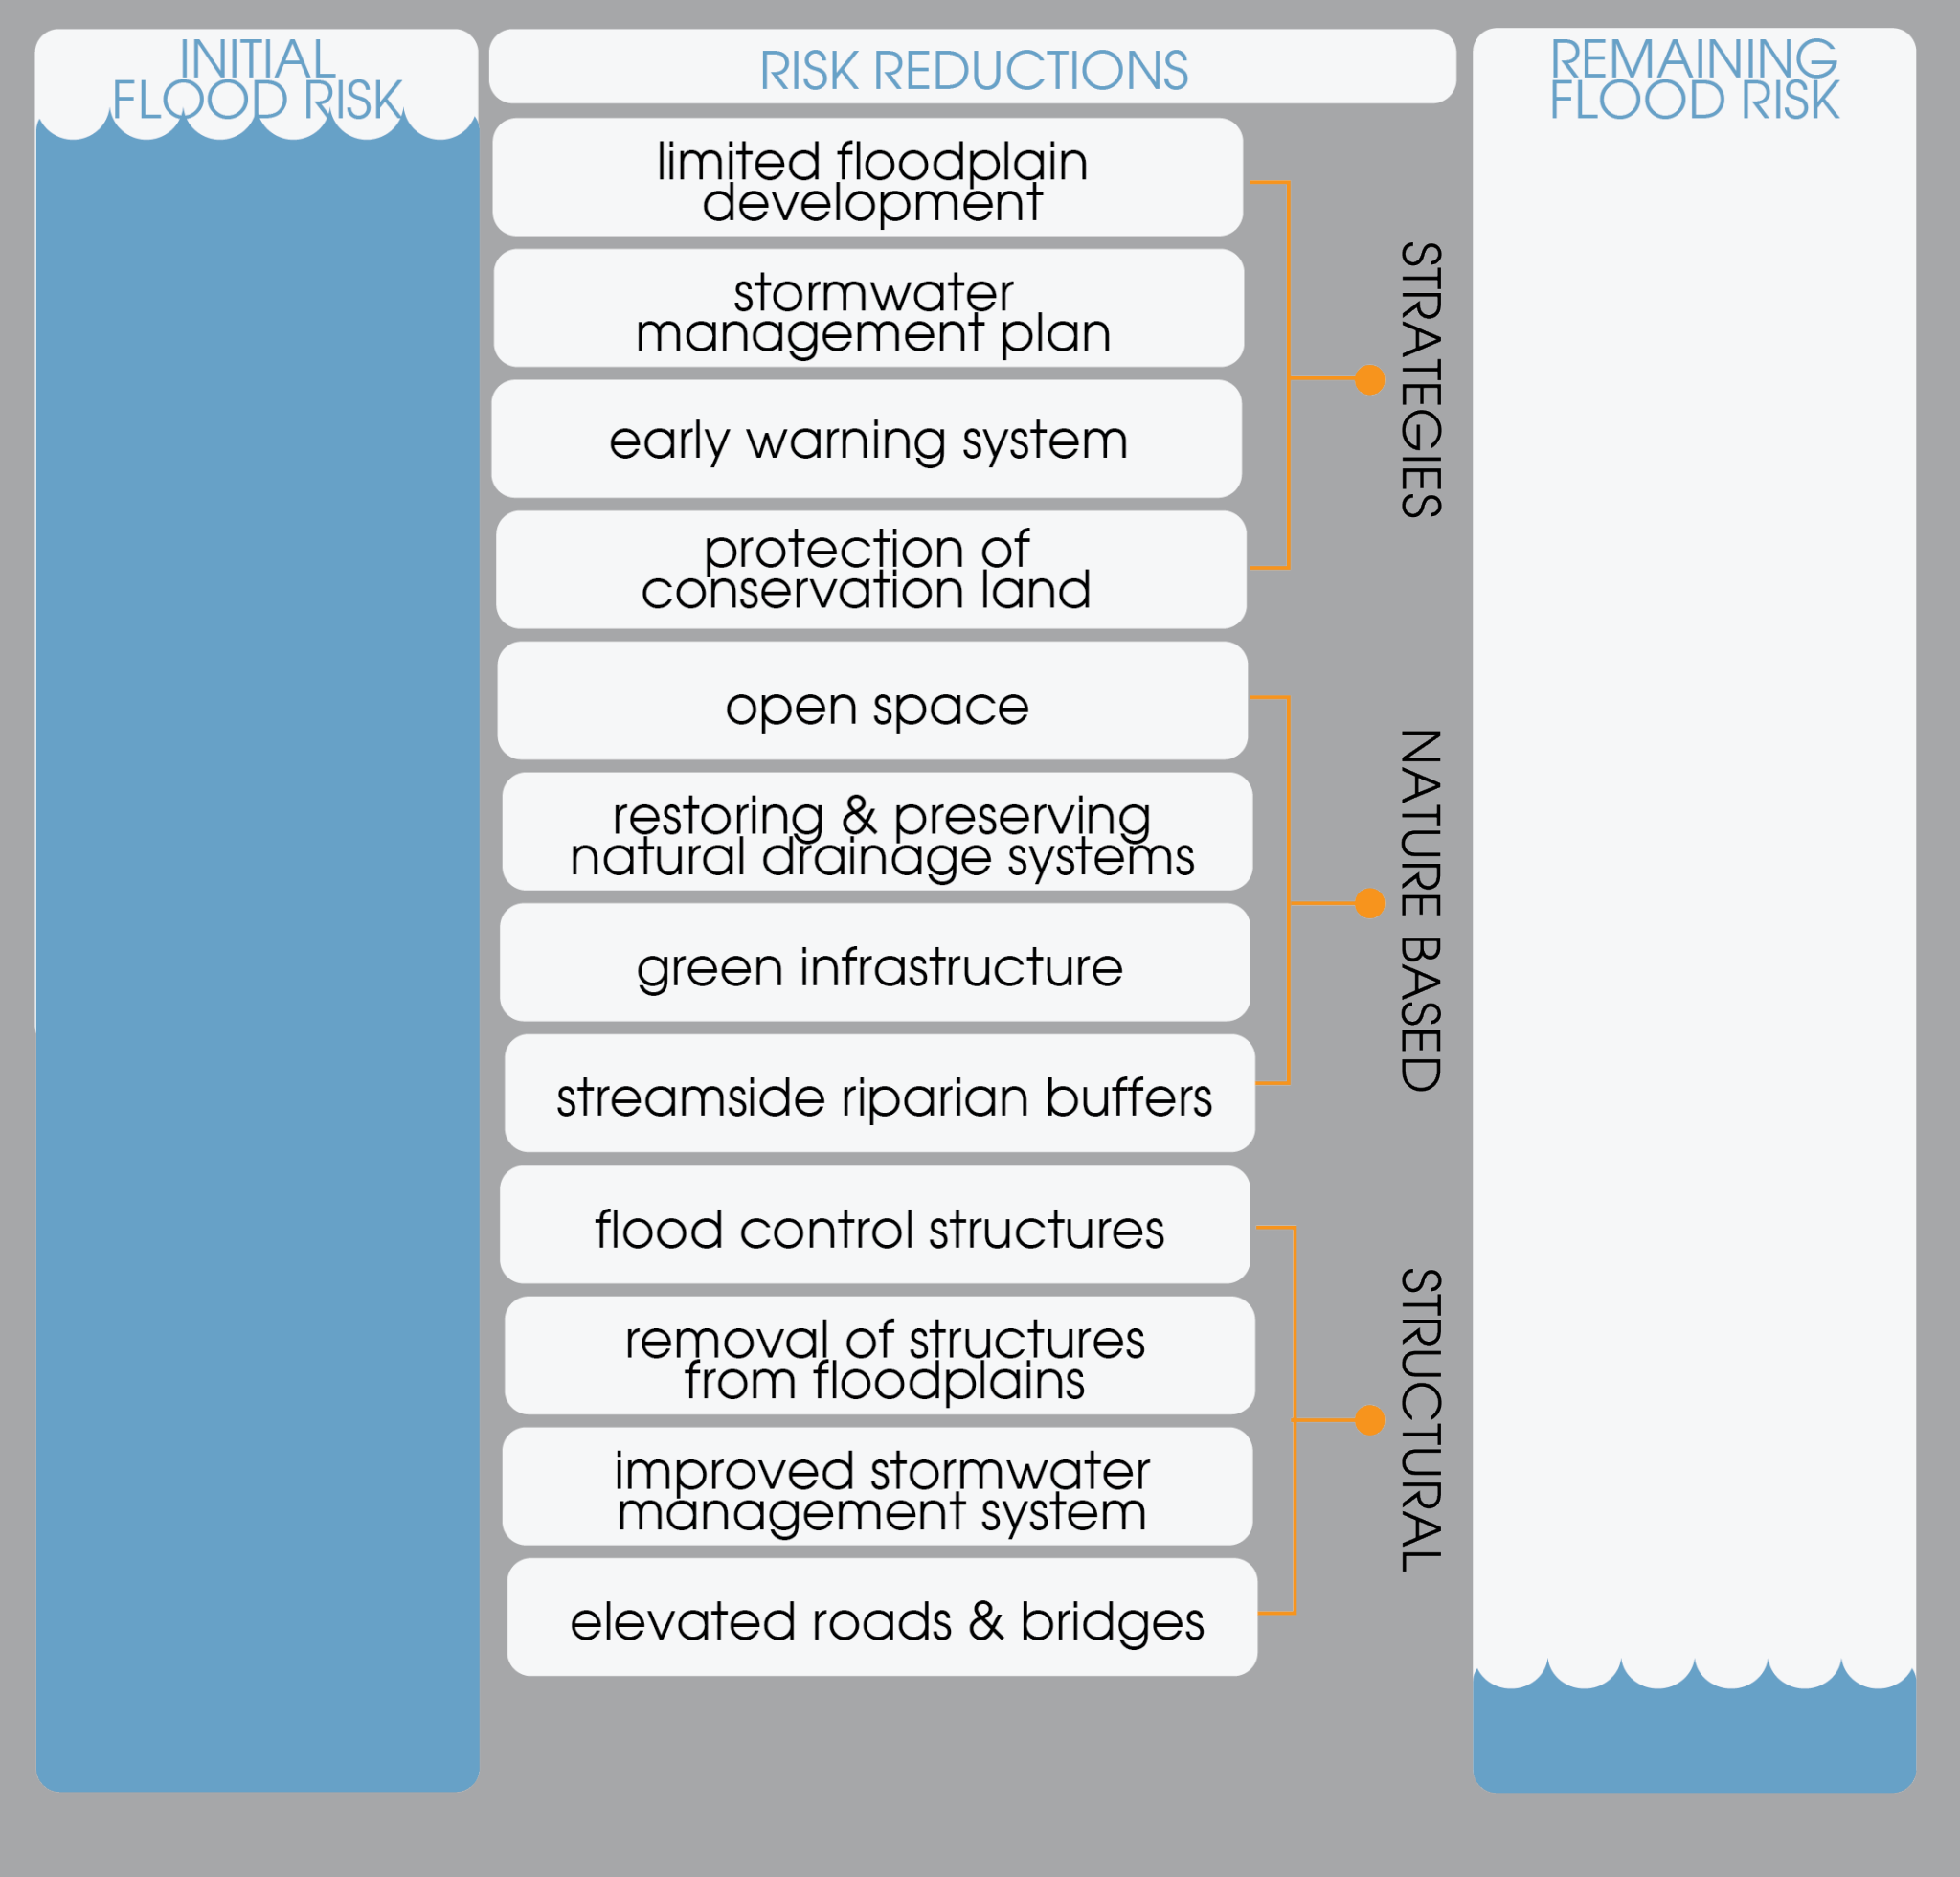 INITIAL
FLOOD RISK
RISK REDUCTIONS
limited floodplain
development
stormwater
management plan
early warning system
protection of
conservation land
STRATEGIES
open space
restoring & preserving
natural drainage systems
green infrastructure
streamside riparian buffers
NATURE BASED
flood control structures
removal of structures
from floodplains
improved stormwater
management system
elevated roads & bridges
STRUCTURAL
REMAINING
FLOOD RISK